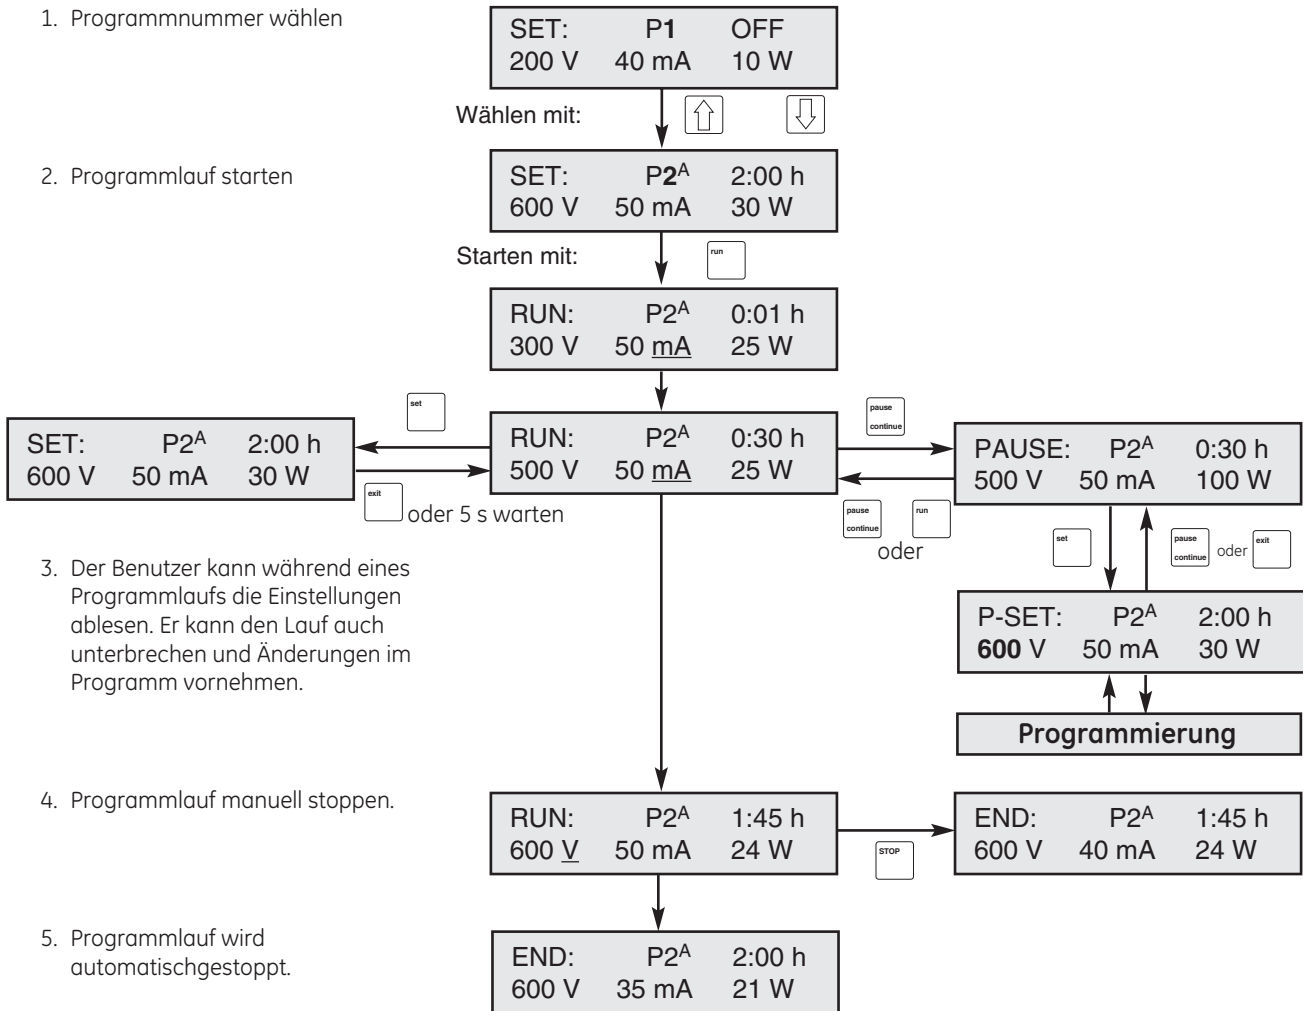 1. Programmnummer wählen
SET: P1 OFF
200 V 40 mA 10 W
Wählen mit:
2. Programmlauf starten
SET: P2A 2:00 h
600 V 50 mA 30 W
Starten mit:
run
RUN: P2A 0:01 h
300 V 50 mA 25 W
set
SET: P2A 2:00 h
600 V 50 mA 30 W
exit
oder 5 s warten
RUN: P2A 0:30 h
500 V 50 mA 25 W
pause
continue
PAUSE: P2A 0:30 h
500 V 50 mA 100 W
pause
continue
run
oder
set
pause
continue
oder
exit
P-SET: P2A 2:00 h
600 V 50 mA 30 W
Programmierung
3. Der Benutzer kann während eines
Programmlaufs die Einstellungen
ablesen. Er kann den Lauf auch
unterbrechen und Änderungen im
Programm vornehmen.
4. Programmlauf manuell stoppen.
RUN: P2A 1:45 h
600 V 50 mA 24 W
STOP
END: P2A 1:45 h
600 V 40 mA 24 W
5. Programmlauf wird
automatischgestoppt.
END: P2A 2:00 h
600 V 35 mA 21 W